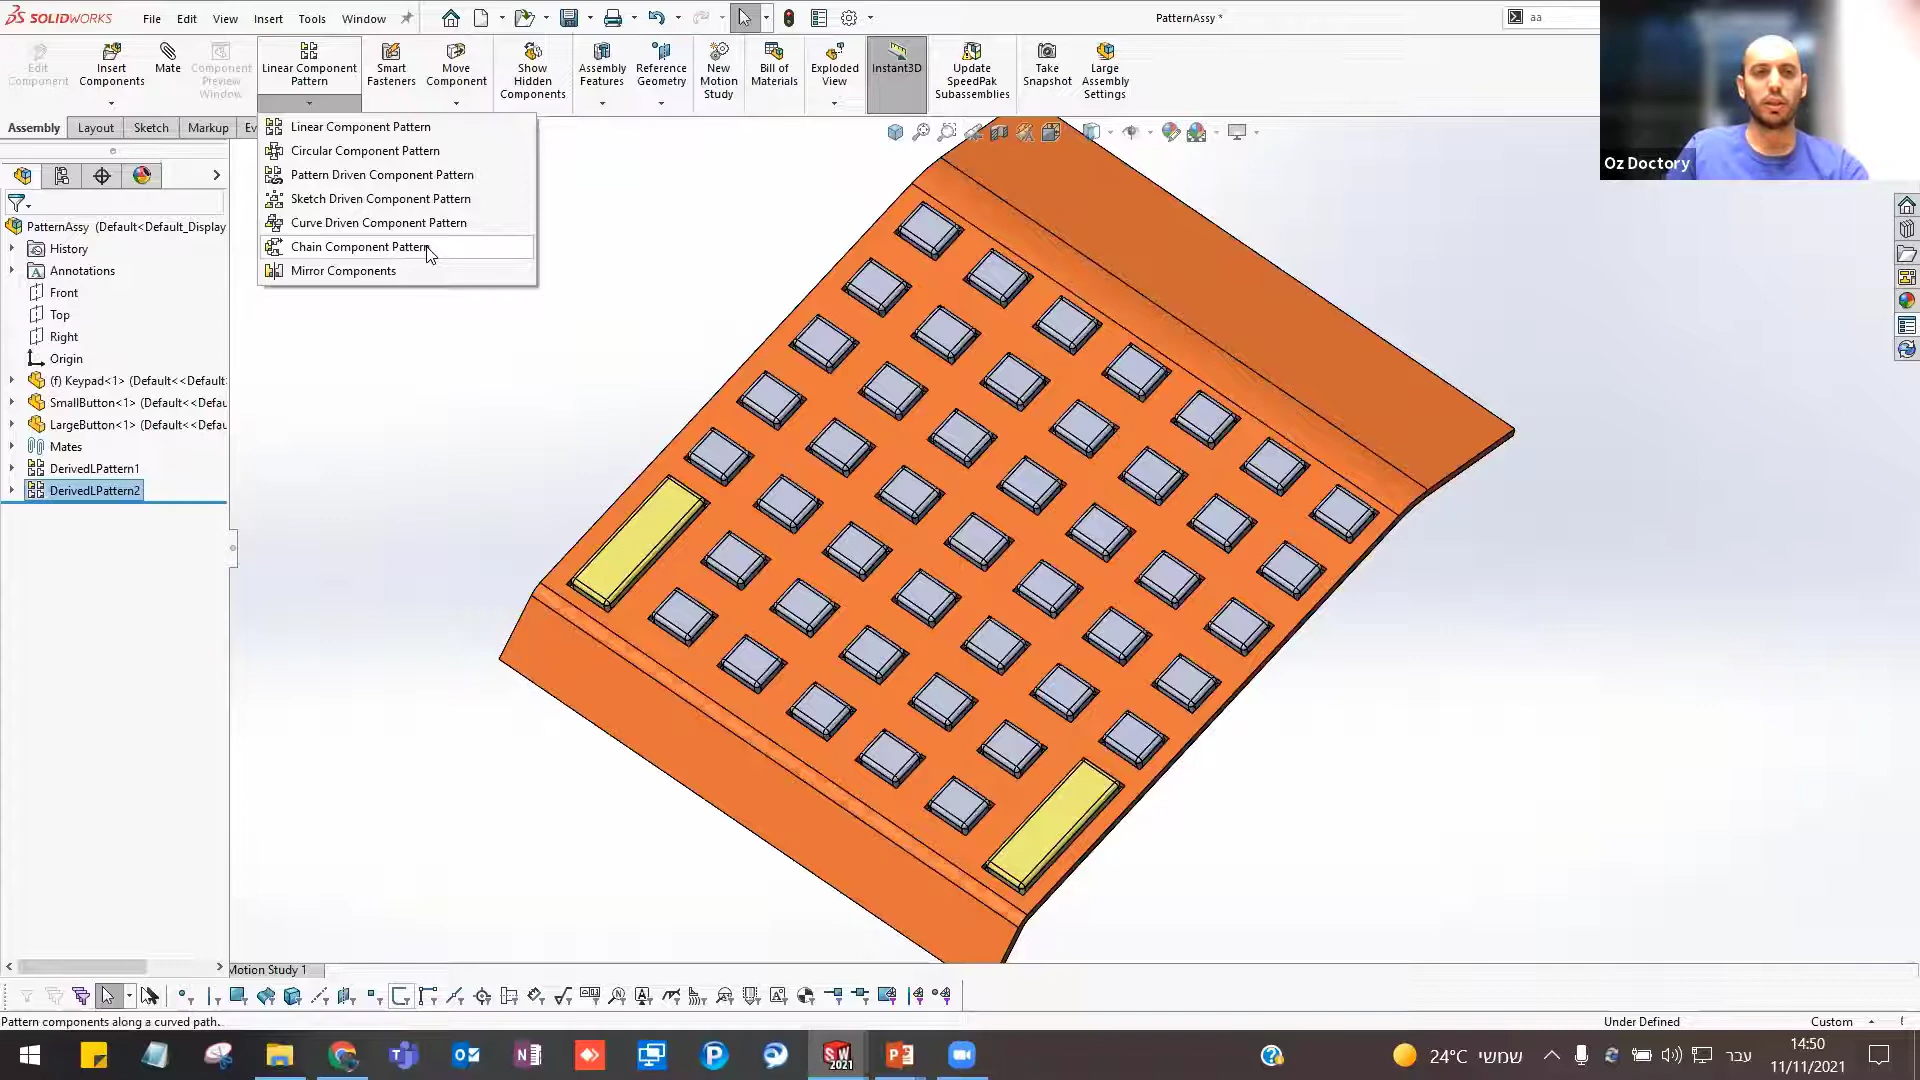 SOLIDWORKS
File Edit View Insert Tools Window
PatternAssy *
aa
Edit Component
Insert Components
Mate
Component Preview Window
Linear Component Pattern
Smart Fasteners
Move Component
Show Hidden Components
Assembly Features
Reference Geometry
New Motion Study
Bill of Materials
Exploded View
Instant3D
Update SpeedPak Subassemblies
Take Snapshot
Large Assembly Settings
Assembly Layout Sketch Markup Ev
Linear Component Pattern
Circular Component Pattern
Pattern Driven Component Pattern
Sketch Driven Component Pattern
Curve Driven Component Pattern
Chain Component Pattern
Mirror Components
Oz Doctory
PatternAssy (Default<Default_Display
History
Annotations
Front
Top
Right
Origin
(f) Keypad<1> (Default<<Default
SmallButton<1> (Default<<Defau
LargeButton<1> (Default<<Defau
Mates
DerivedLPattern1
DerivedLPattern2
Motion Study 1
Pattern components along a curved path.
Under Defined
Custom
SW 2021
24°C שמשי
עבר
14:50
11/11/2021